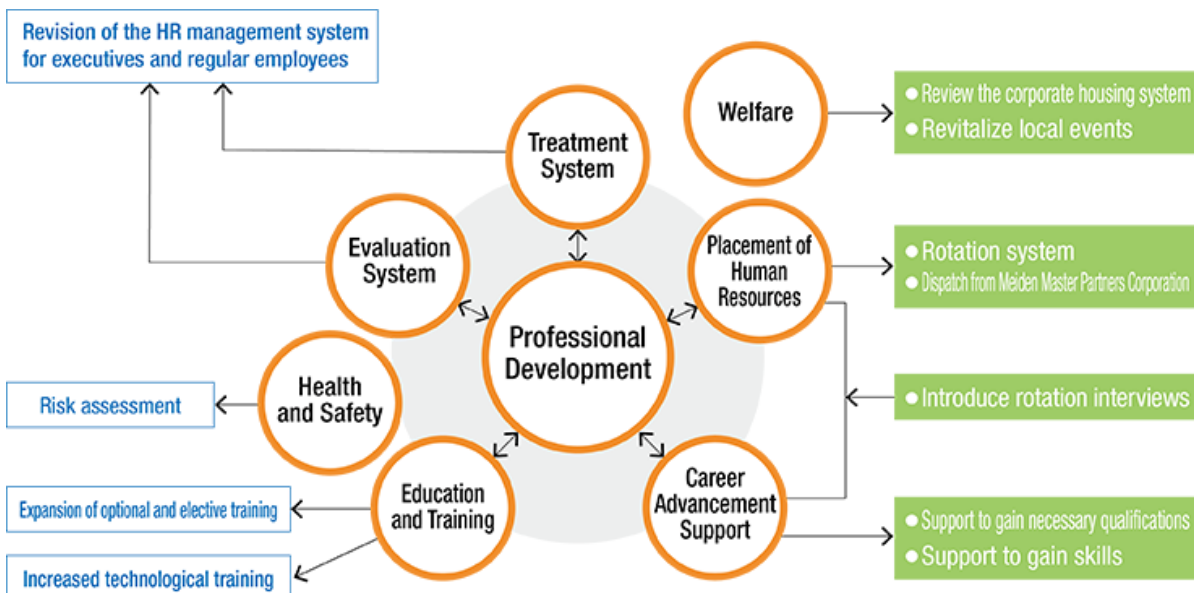 Revision of the HR management system
for executives and regular employees
Treatment
System
Welfare
● Review the corporate housing system
● Revitalize local events
Evaluation
System
Placement of
Human
Resources
● Rotation system
● Dispatch from Meiden Master Partners Corporation
Professional
Development
Risk assessment
Health
and Safety
● Introduce rotation interviews
Expansion of optional and elective training
Education
and Training
Career
Advancement
Support
● Support to gain necessary qualifications
● Support to gain skills
Increased technological training